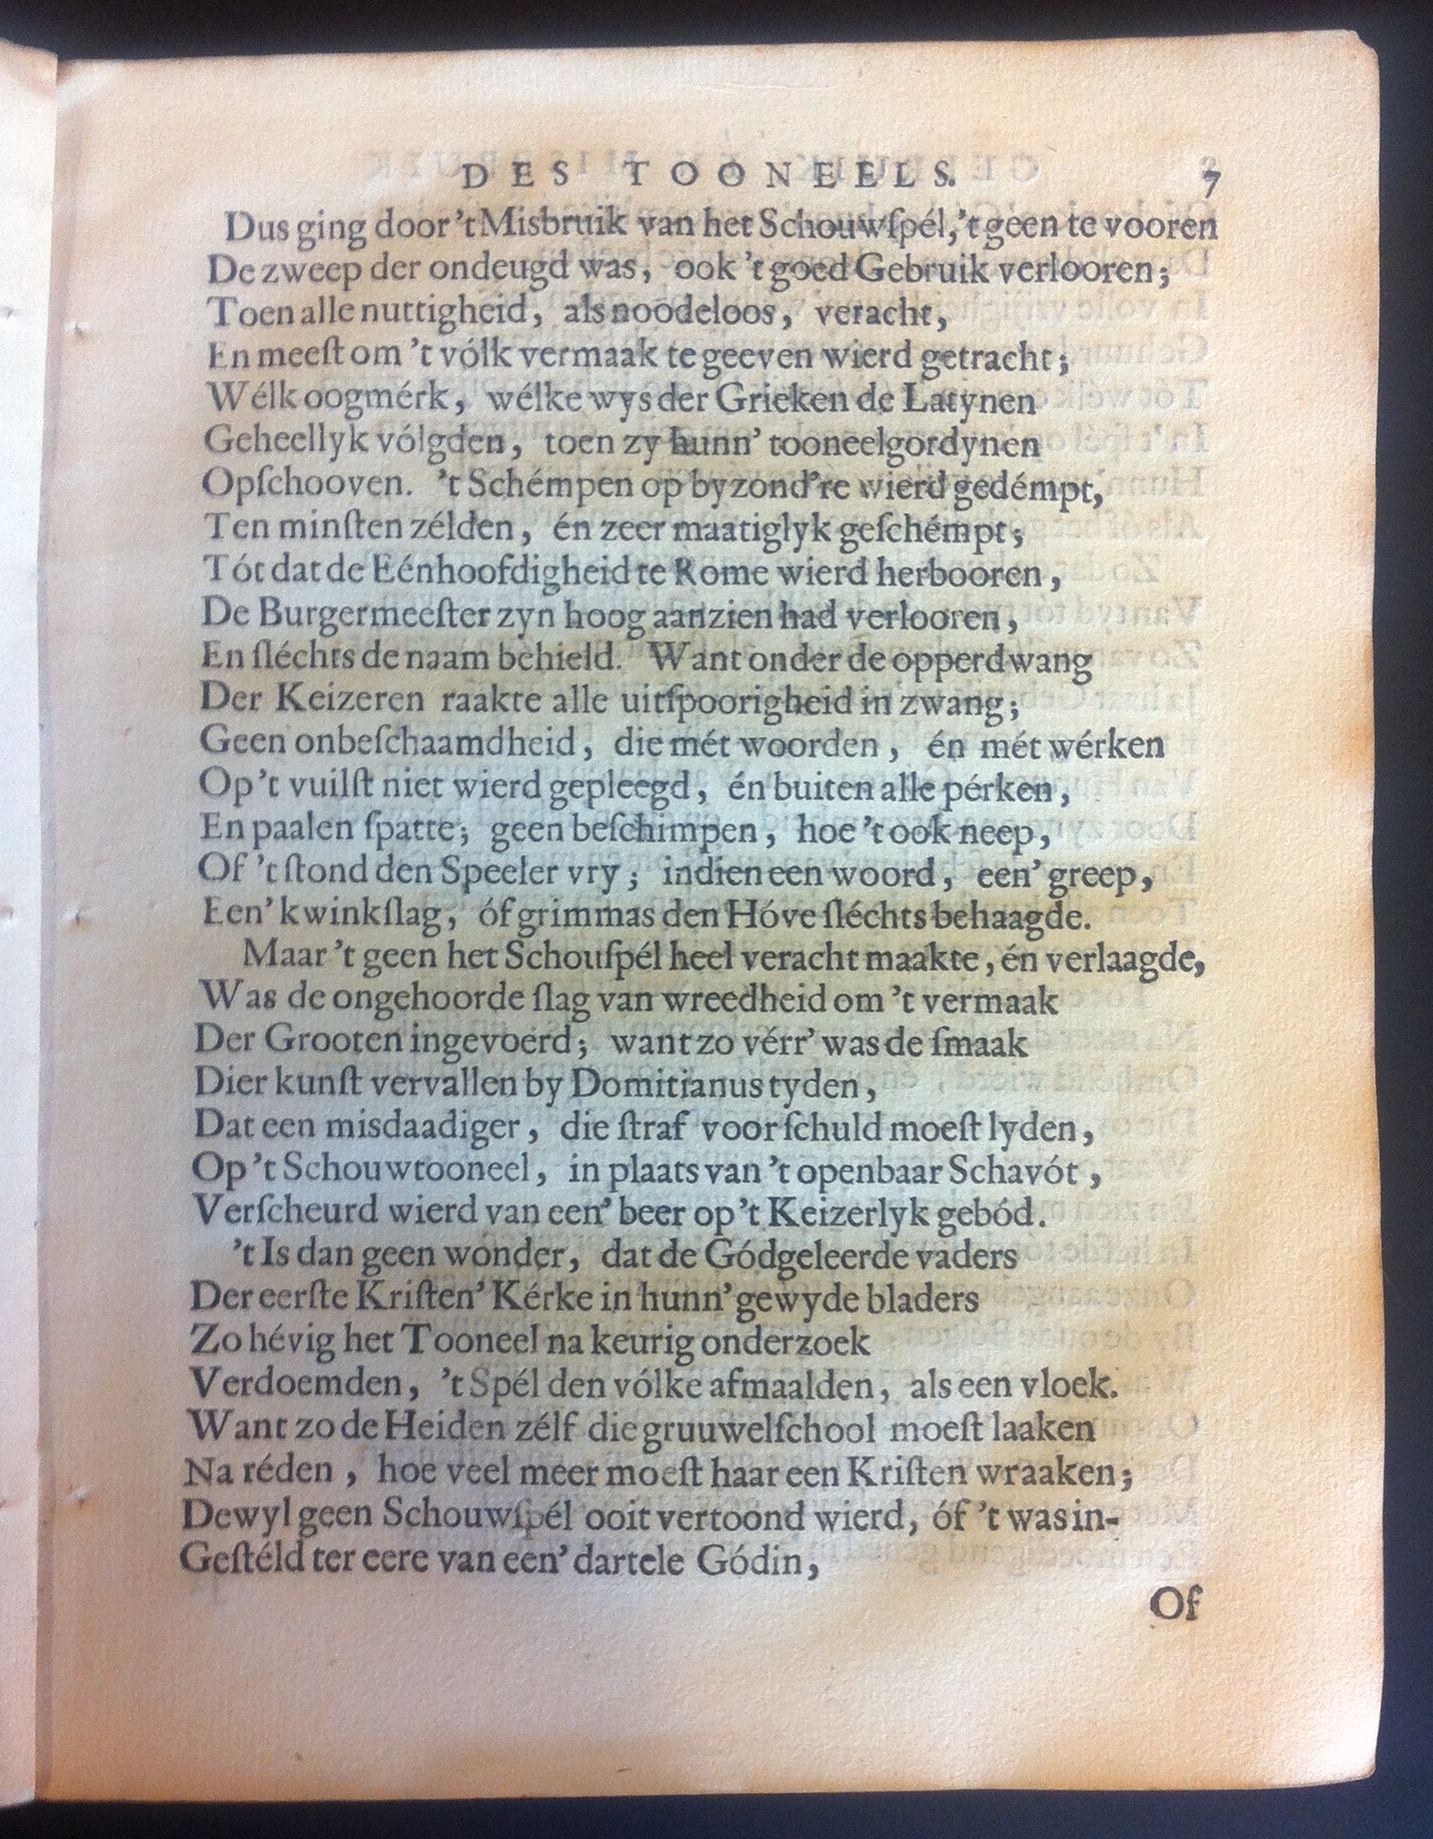 DES TOONEELS. 7
Dus ging door 't Misbruik van het Schouwſpél, 't geen te vooren
De zweep der ondeugd was, ook 't goed Gebruik verlooren;
Toen alle nuttigheid, als noodeloos, veracht,
En meeſt om 't vólk vermaak te geeven wierd getracht;
Wélk oogmérk, wélke wys der Grieken de Latynen
Geheellyk vólgden, toen zy hunn' tooneelgordynen
Opſchooven. 't Schémpen op byzond're wierd gedémpt,
Ten minſten zélden, én zeer maatiglyk geſchémpt;
Tót dat de Eénhoofdigheid te Rome wierd herbooren,
De Burgermeeſter zyn hoog aanzien had verlooren,
En ſléchts de naam behield. Want onder de opperdwang
Der Keizeren raakte alle uitſpoorigheid in zwang;
Geen onbeſchaamdheid, die mét woorden, én mét wérken
Op 't vuilſt niet wierd gepleegd, én buiten alle pérken,
En paalen ſpatte; geen beſchimpen, hoe 't ook neep,
Of 't ſtond den Speeler vry; indien een woord, een' greep,
Een' kwinkſlag, óf grimmas den Hóve ſléchts behaagde.
Maar 't geen het Schouſpél heel veracht maakte, én verlaagde,
Was de ongehoorde ſlag van wreedheid om 't vermaak
Der Grooten ingevoerd; want zo vérr' was de ſmaak
Dier kunſt vervallen by Domitianus tyden,
Dat een misdaadiger, die ſtraf voor ſchuld moeſt lyden,
Op 't Schouwtooneel, in plaats van 't openbaar Schavót,
Verſcheurd wierd van een' beer op 't Keizerlyk gebód.
't Is dan geen wonder, dat de Gódgeleerde vaders
Der eerſte Kriſten' Kérke in hunn' gewyde bladers
Zo hévig het Tooneel na keurig onderzoek
Verdoemden, 't Spél den vólke afmaalden, als een vloek.
Want zo de Heiden zélf die gruuwelſchool moeſt laaken
Na réden, hoe veel meer moeſt haar een Kriſten wraaken;
Dewyl geen Schouwſpél ooit vertoond wierd, óf 't was in-
Geſtéld ter eere van een' dartele Gódin,
Of